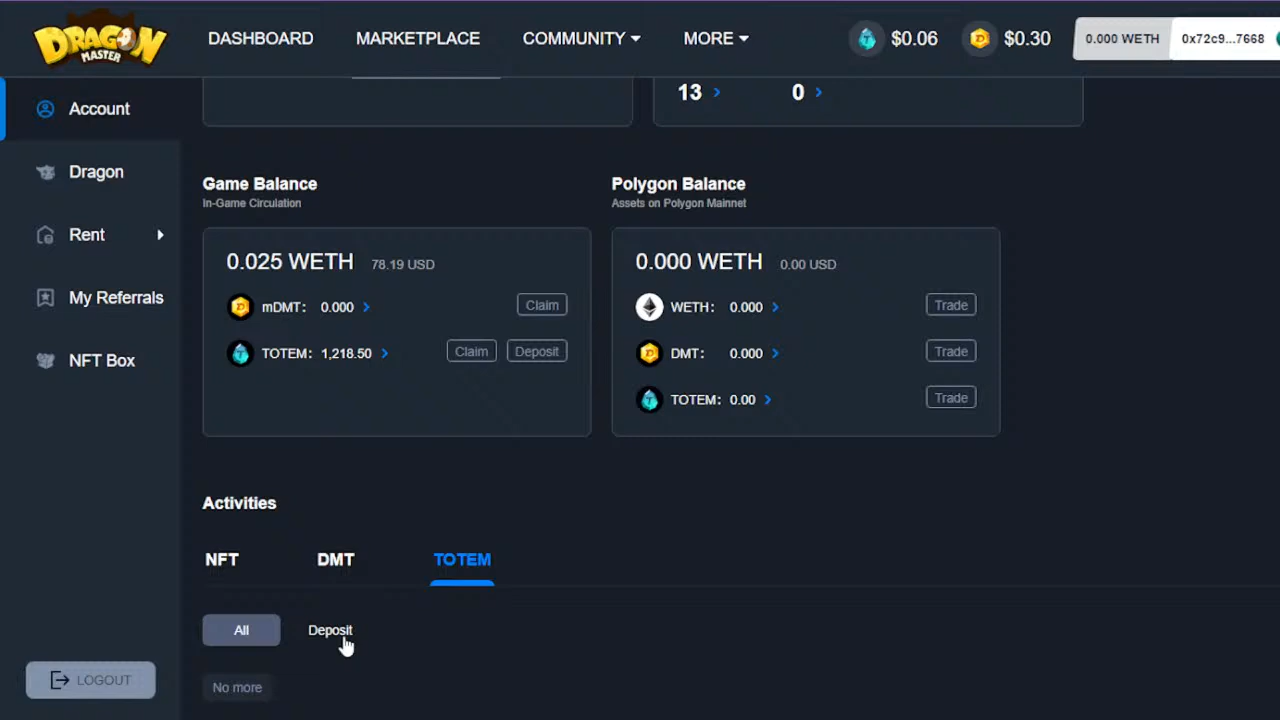 DRAGON
MASTER
DASHBOARD
MARKETPLACE
COMMUNITY
MORE
$0.06
$0.30
0.000 WETH
0x72c9...7668
Account
Dragon
Rent
My Referrals
NFT Box
LOGOUT
13
0
Game Balance
In-Game Circulation
0.025 WETH 78.19 USD
mDMT: 0.000 Claim
TOTEM: 1,218.50 Claim Deposit
Polygon Balance
Assets on Polygon Mainnet
0.000 WETH 0.00 USD
WETH: 0.000 Trade
DMT: 0.000 Trade
TOTEM: 0.00 Trade
Activities
NFT DMT TOTEM
All Deposit
No more